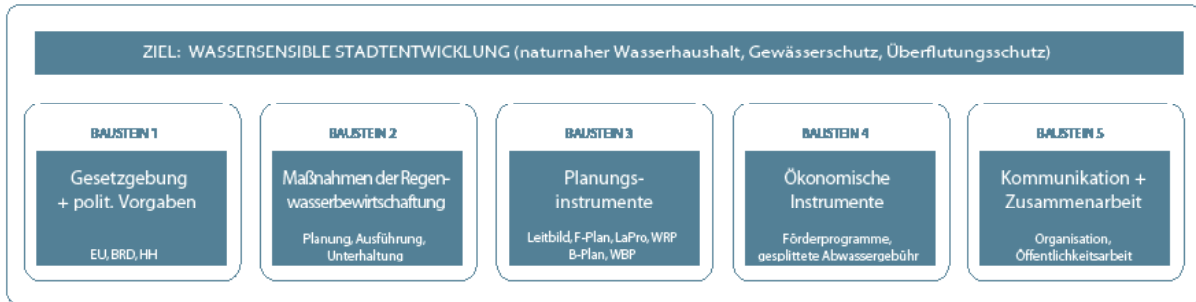 ZIEL: WASSERSENSIBLE STADTENTWICKLUNG (naturnaher Wasserhaushalt, Gewässerschutz, Überflutungsschutz)
BAUSTEIN 1
Gesetzgebung
+ polit. Vorgaben
EU, BRD, HH
BAUSTEIN 2
Maßnahmen der Regen-
wasserbewirtschaftung
Planung, Ausführung,
Unterhaltung
BAUSTEIN 3
Planungs-
instrumente
Leitbild, F-Plan, LaPro, WRP
B-Plan, WBP
BAUSTEIN 4
Ökonomische
Instrumente
Förderprogramme,
gesplittete Abwassergebühr
BAUSTEIN 5
Kommunikation +
Zusammenarbeit
Organisation,
Öffentlichkeitsarbeit